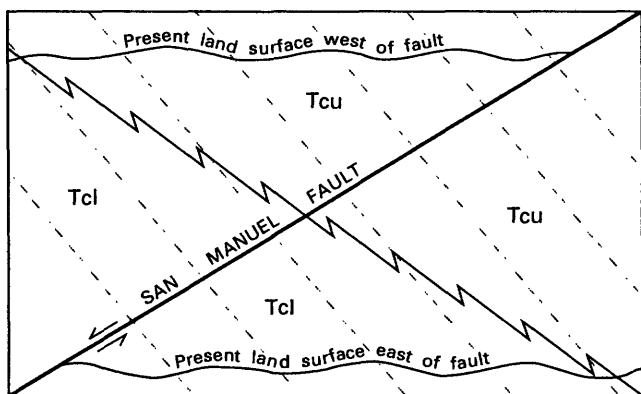 Present land surface west of fault
Tcu
Tcl
SAN MANUEL FAULT
Tcu
Tcl
Present land surface east of fault